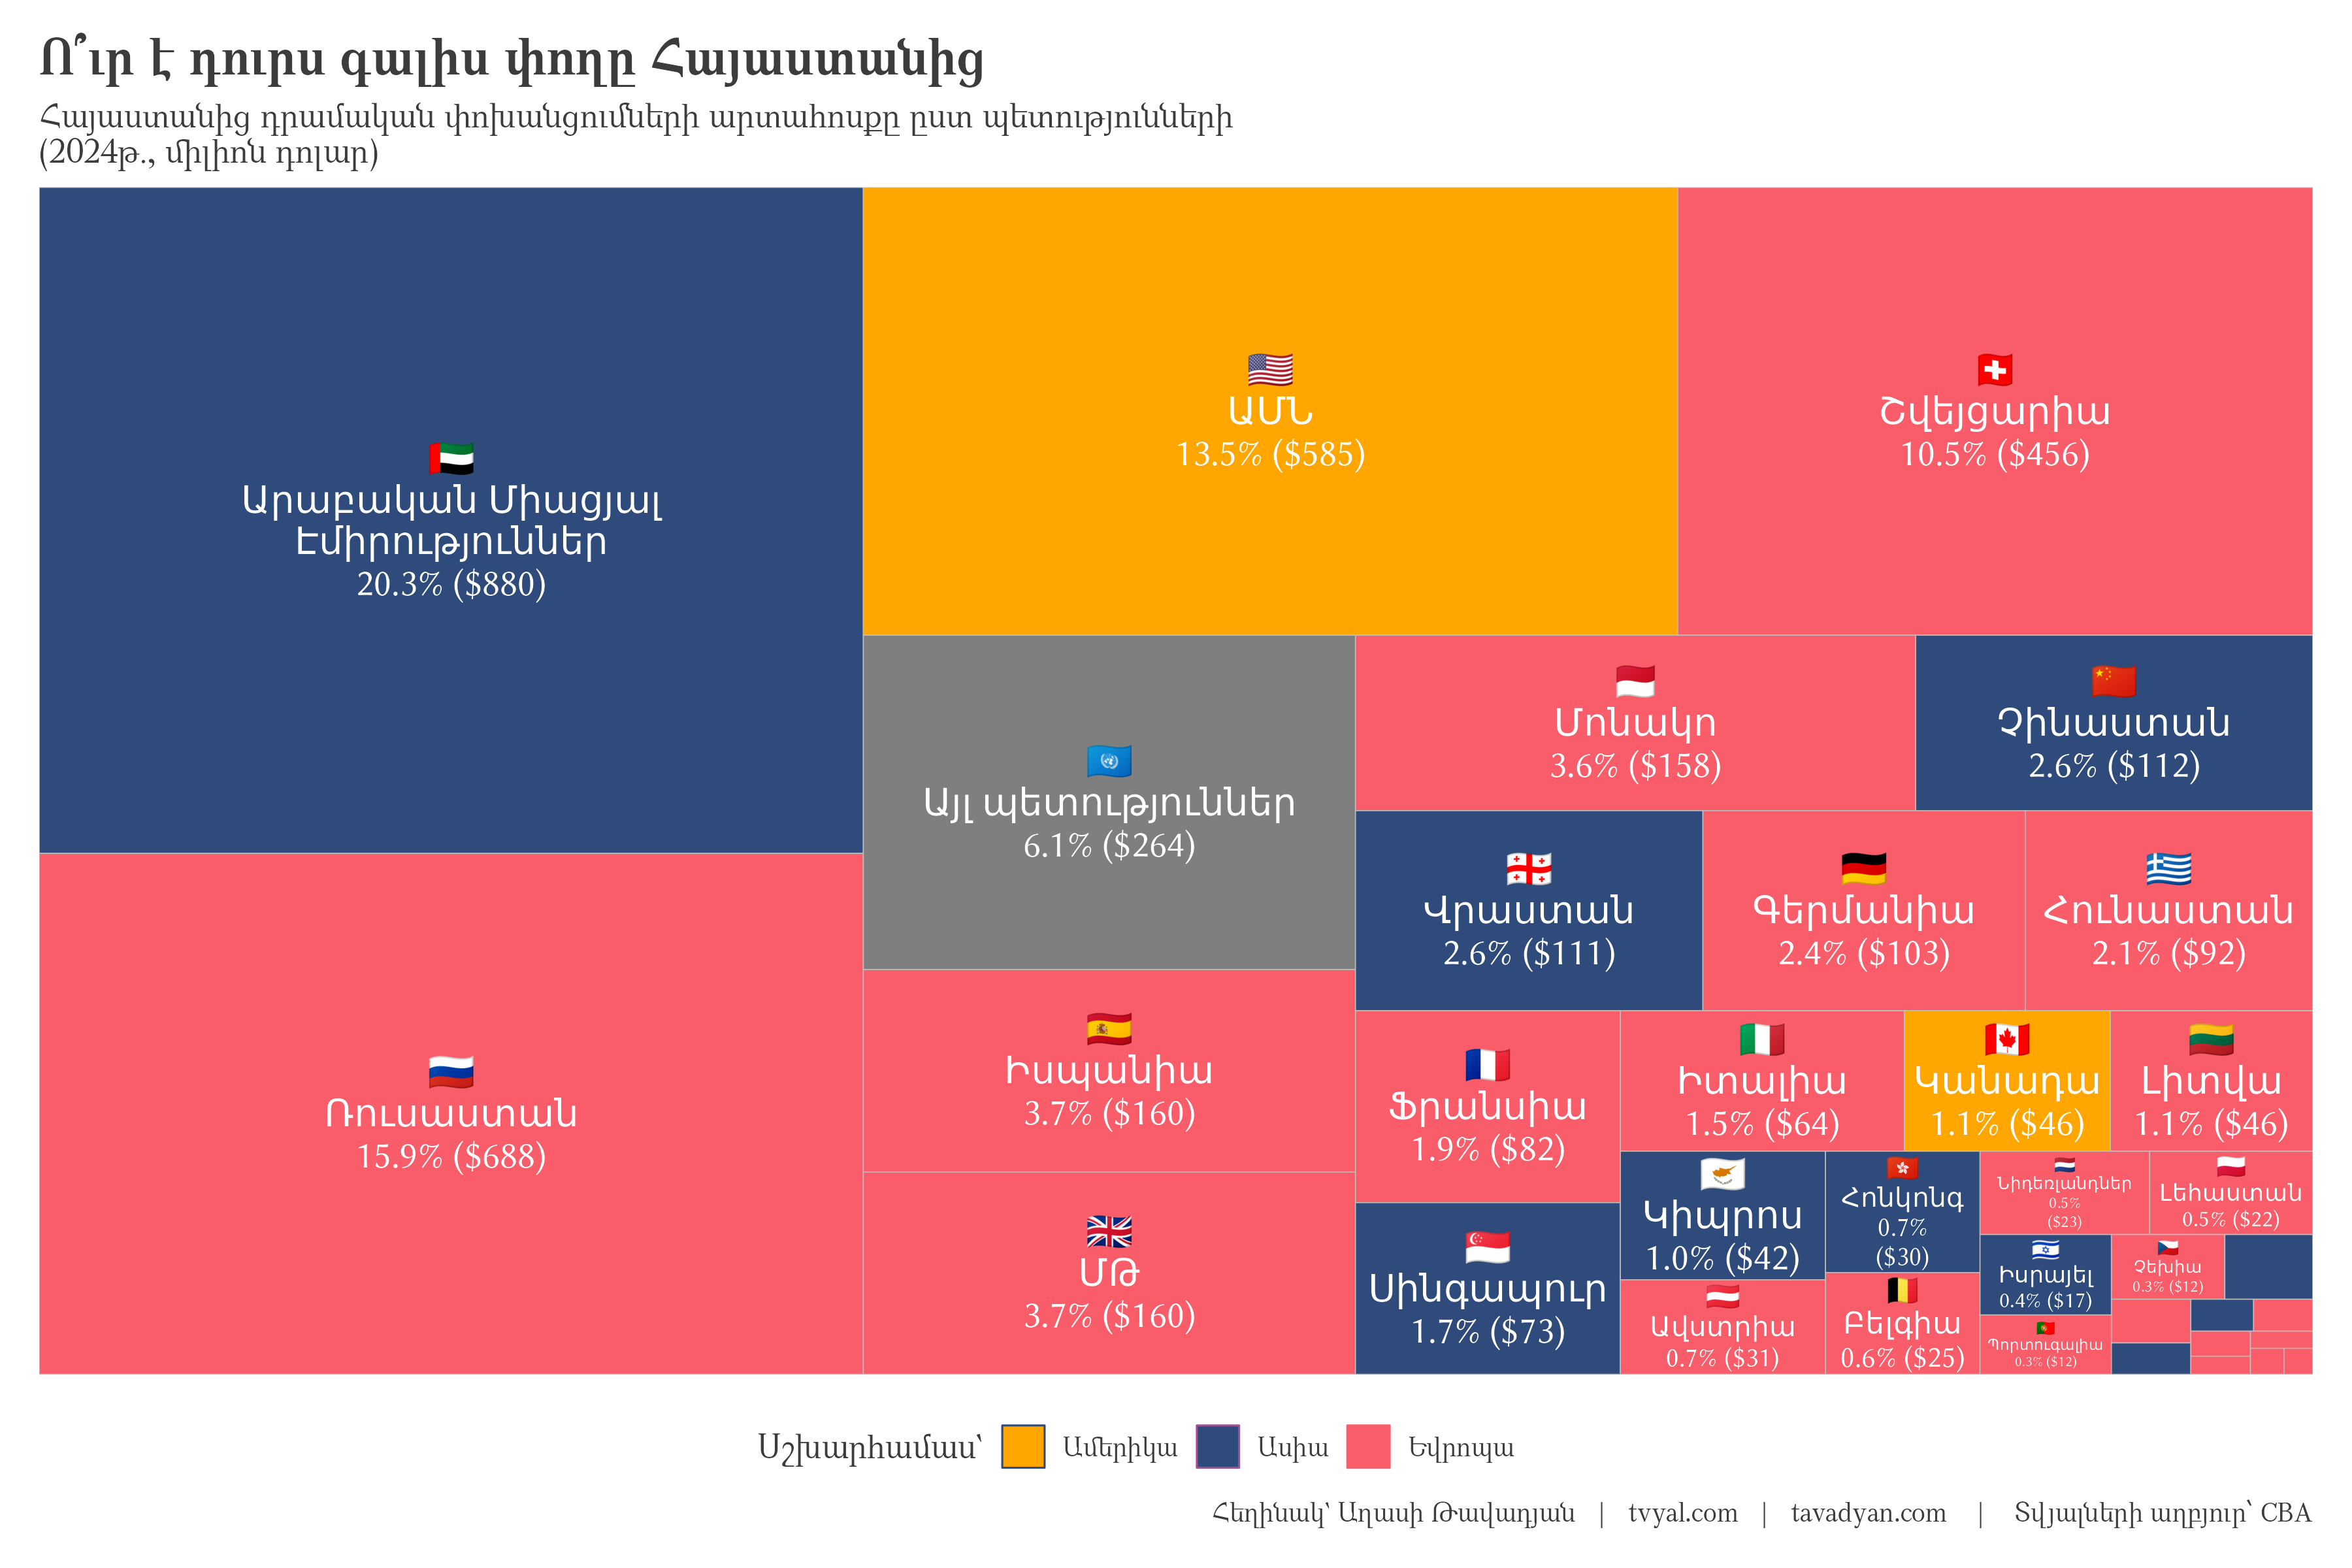 Ո՞ւր է դուրս գալիս փողը Հայաստանից
Հայաստանից դրամական փոխանցումների արտահոսքը ըստ պետությունների
(2024թ., միլիոն դոլար)
Արաբական Միացյալ
Էմիրություններ
20.3% ($880)
Ռուսաստան
15.9% ($688)
ԱՄՆ
13.5% ($585)
Շվեյցարիա
10.5% ($456)
Այլ պետություններ
6.1% ($264)
Իսպանիա
3.7% ($160)
ՄԹ
3.7% ($160)
Մոնակո
3.6% ($158)
Չինաստան
2.6% ($112)
Վրաստան
2.6% ($111)
Գերմանիա
2.4% ($103)
Հունաստան
2.1% ($92)
Ֆրանսիա
1.9% ($82)
Սինգապուր
1.7% ($73)
Իտալիա
1.5% ($64)
Կանադա
1.1% ($46)
Լիտվա
1.1% ($46)
Կիպրոս
1.0% ($42)
Ավստրիա
0.7% ($31)
Հոնկոնգ
0.7%
($30)
Բելգիա
0.6% ($25)
Նիդեռլանդներ
0.5%
($23)
Լեհաստան
0.5% ($22)
Իսրայել
0.4% ($17)
Պորտուգալիա
0.3% ($12)
Չեխիա
0.3% ($12)
Աշխարհամաս՝ Ամերիկա Ասիա Եվրոպա
Հեղինակ՝ Աղասի Թավադյան | tvyal.com | tavadyan.com | Տվյալների աղբյուր՝ CBA